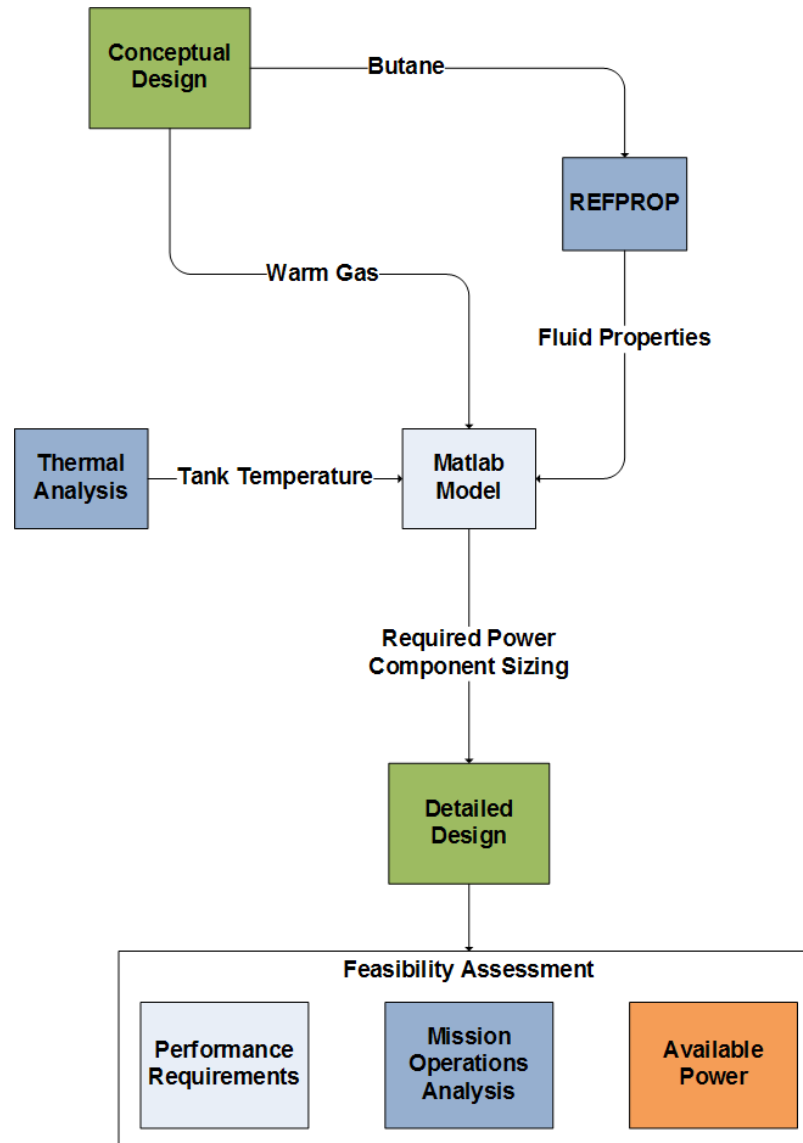 Conceptual
Design
Butane
REFPROP
Warm Gas
Fluid Properties
Thermal
Analysis
Tank Temperature
Matlab
Model
Required Power
Component Sizing
Detailed
Design
Feasibility Assessment
Performance
Requirements
Mission
Operations
Analysis
Available
Power